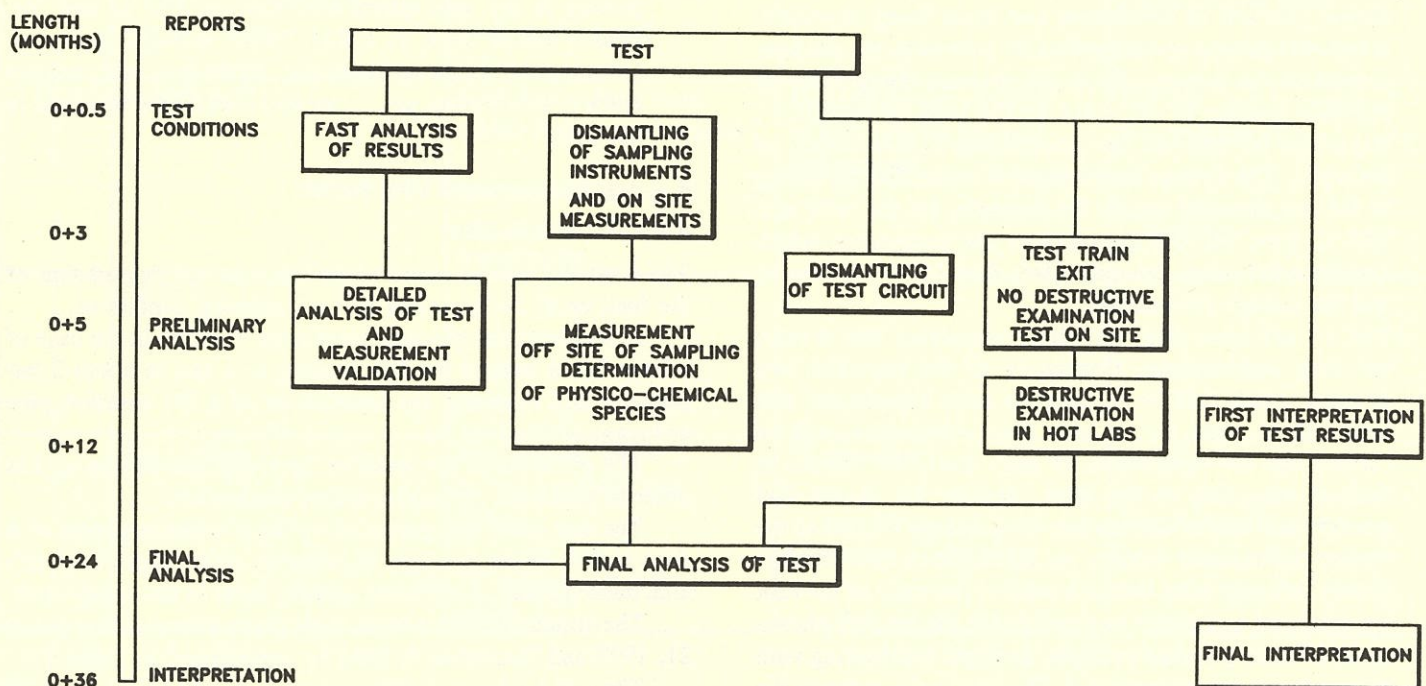 LENGTH
(MONTHS)
REPORTS
TEST
0+0.5
TEST
CONDITIONS
FAST ANALYSIS
OF RESULTS
DISMANTLING
OF SAMPLING
INSTRUMENTS
AND ON SITE
MEASUREMENTS
0+3
DISMANTLING
OF TEST CIRCUIT
TEST TRAIN
EXIT
NO DESTRUCTIVE
EXAMINATION
TEST ON SITE
0+5
PRELIMINARY
ANALYSIS
DETAILED
ANALYSIS OF TEST
AND
MEASUREMENT
VALIDATION
MEASUREMENT
OFF SITE OF SAMPLING
DETERMINATION
OF PHYSICO-CHEMICAL
SPECIES
DESTRUCTIVE
EXAMINATION
IN HOT LABS
FIRST INTERPRETATION
OF TEST RESULTS
0+12
0+24
FINAL
ANALYSIS
FINAL ANALYSIS OF TEST
FINAL INTERPRETATION
0+36
INTERPRETATION